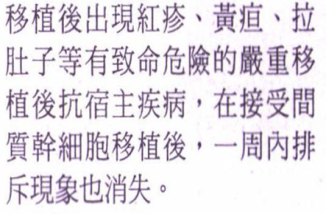 移植後出現紅疹、黃疸、拉
肚子等有致命危險的嚴重移
植後抗宿主疾病，在接受間
質幹細胞移植後，一周內排
斥現象也消失。